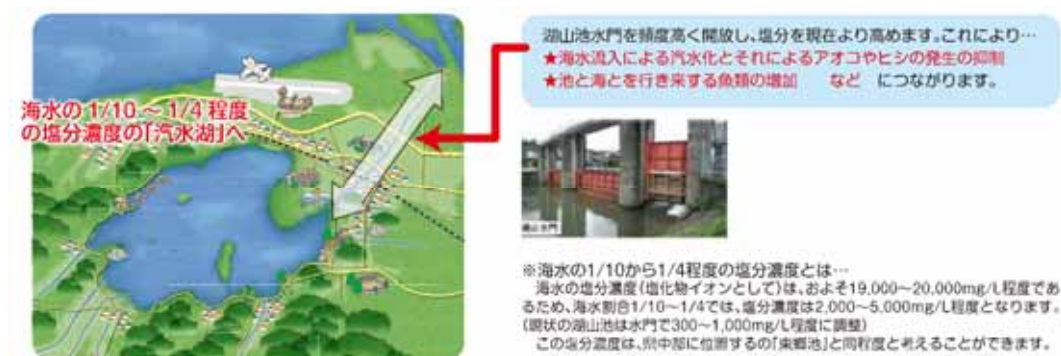 海水の1/10～1/4程度
の塩分濃度の「汽水湖」へ
湖山池水門を頻度高く開放し、塩分を現在より高めます。これにより…
★海水流入による汽水化とそれによるアオコやヒシの発生の抑制
★池と海とを行き来する魚類の増加 など につながります。
湖山水門
※海水の1/10から1/4程度の塩分濃度とは…
海水の塩分濃度(塩化物イオンとして)は、およそ19,000～20,000mg/L程度であ
るため、海水割合1/10～1/4では、塩分濃度は2,000～5,000mg/L程度となります。
(現状の湖山池は水門で300～1,000mg/L程度に調整)
この塩分濃度は、県中部に位置するの「東郷池」と同程度と考えることができます。